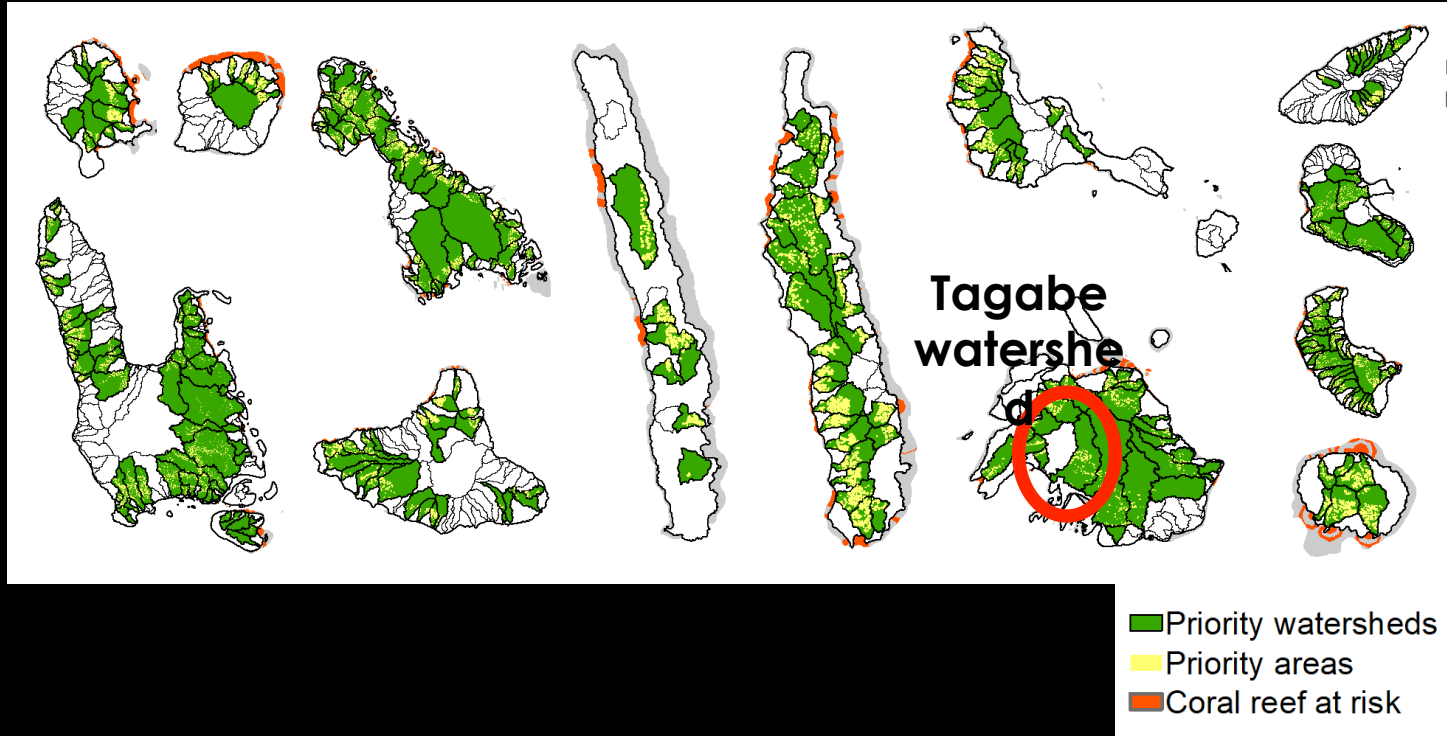 Tagabe
watershe
d
Priority watersheds
Priority areas
Coral reef at risk